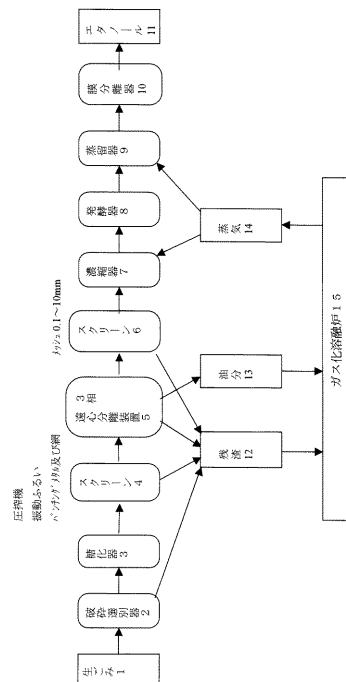 圧搾機
振動ふるい
パンチングメタル及び網
メッシュ 0.1～10mm
生ごみ 1
破砕選別器 2
糖化器 3
スクリーン 4
3相
遠心分離装置 5
スクリーン 6
濃縮器 7
発酵器 8
蒸留器 9
膜分離器 10
エタノール
11
残渣
12
油分
13
蒸気
14
ガス化溶融炉 15